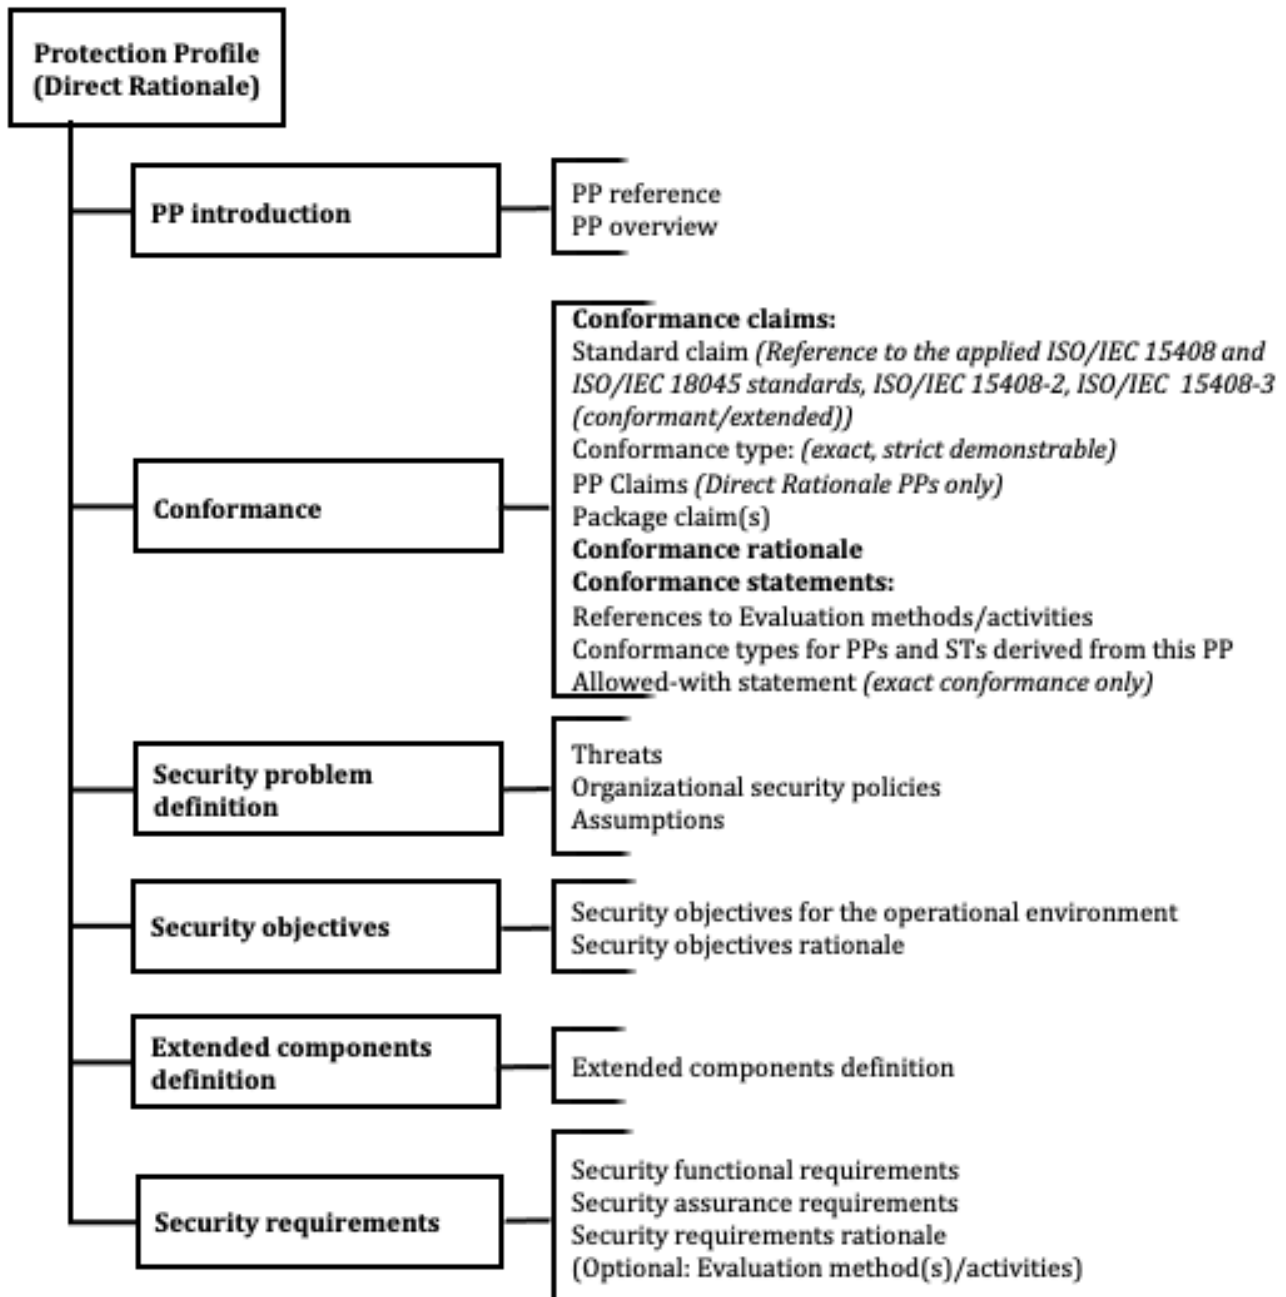 Protection Profile
(Direct Rationale)
PP introduction
PP reference
PP overview
Conformance
Conformance claims:
Standard claim (Reference to the applied ISO/IEC 15408 and
ISO/IEC 18045 standards, ISO/IEC 15408-2, ISO/IEC 15408-3
(conformant/extended))
Conformance type: (exact, strict demonstrable)
PP Claims (Direct Rationale PPs only)
Package claim(s)
Conformance rationale
Conformance statements:
References to Evaluation methods/activities
Conformance types for PPs and STs derived from this PP
Allowed-with statement (exact conformance only)
Security problem
definition
Threats
Organizational security policies
Assumptions
Security objectives
Security objectives for the operational environment
Security objectives rationale
Extended components
definition
Extended components definition
Security requirements
Security functional requirements
Security assurance requirements
Security requirements rationale
(Optional: Evaluation method(s)/activities)